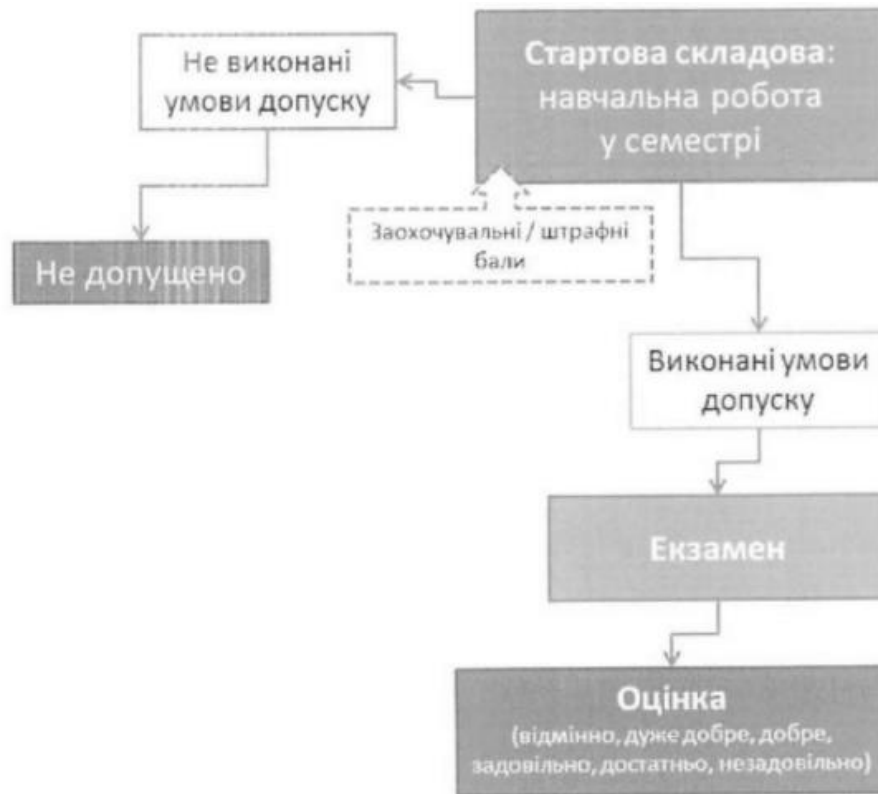 Стартова складова:
навчальна робота
у семестрі
Не виконані
умови допуску
Заохочувальні / штрафні
бали
Не допущено
Виконані умови
допуску
Екзамен
Оцінка
(відмінно, дуже добре, добре,
задовільно, достатньо, незадовільно)